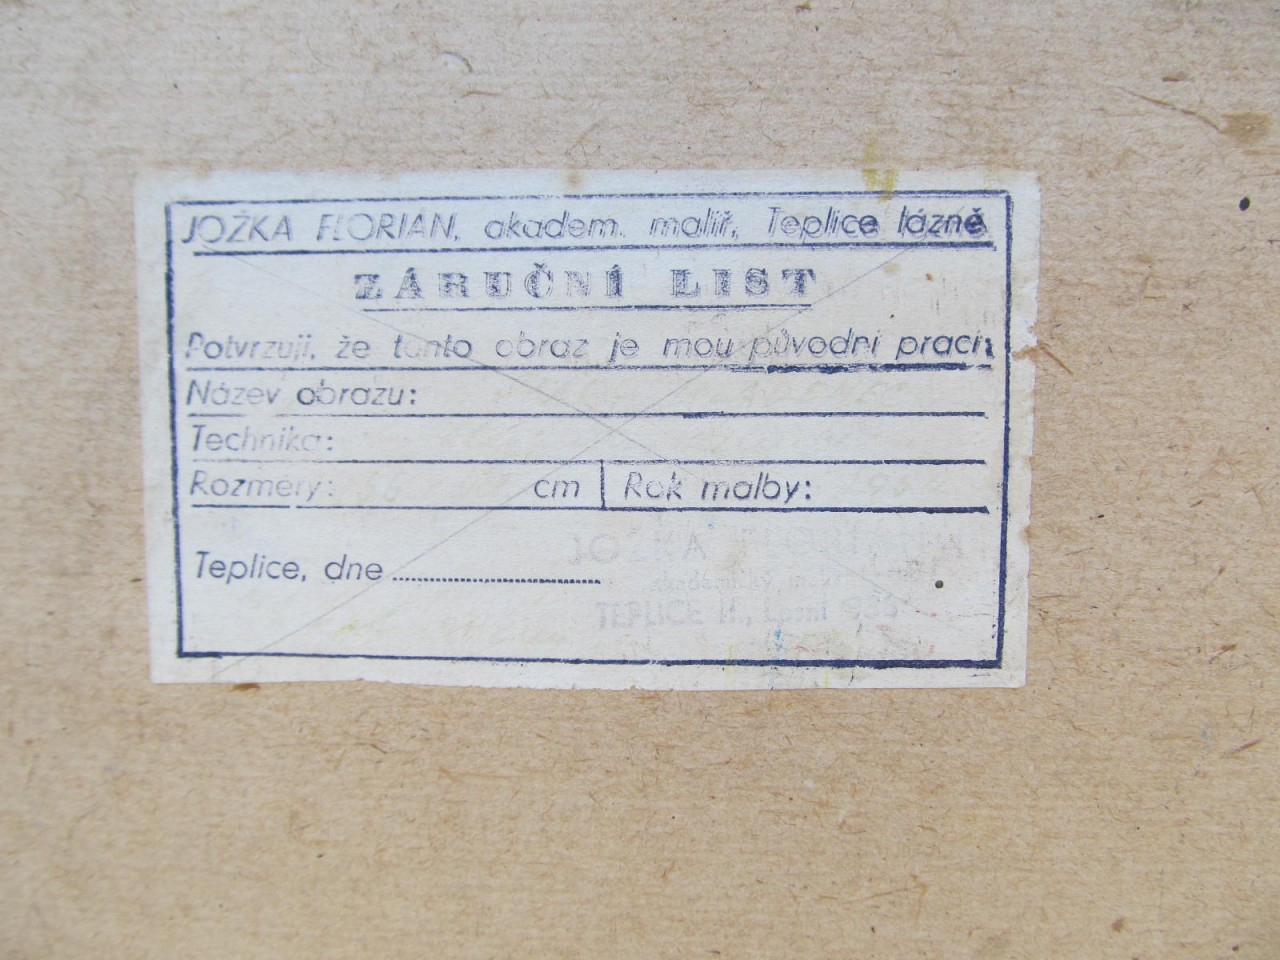 JOŽKA FLORIAN, akadem. malíř, Teplice lázně
ZÁRUČNÍ LIST
Potvrzuji, že tento obraz je mou původní prací.
Název obrazu:
Technika:
Rozměry: cm Rok malby:
Teplice, dne ........................
JOŽKA
akademický
TEPLICE II., Lesní